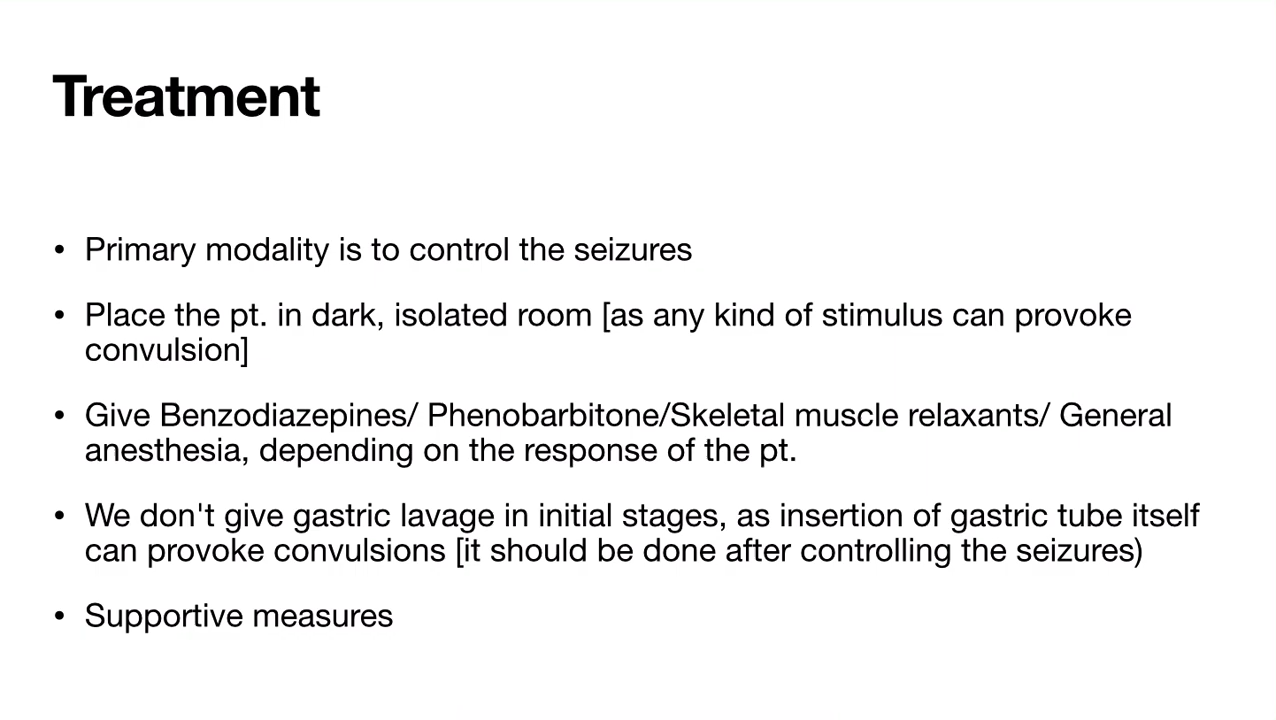 Treatment
• Primary modality is to control the seizures
• Place the pt. in dark, isolated room [as any kind of stimulus can provoke
convulsion]
• Give Benzodiazepines/ Phenobarbitone/Skeletal muscle relaxants/ General
anesthesia, depending on the response of the pt.
• We don't give gastric lavage in initial stages, as insertion of gastric tube itself
can provoke convulsions [it should be done after controlling the seizures)
• Supportive measures